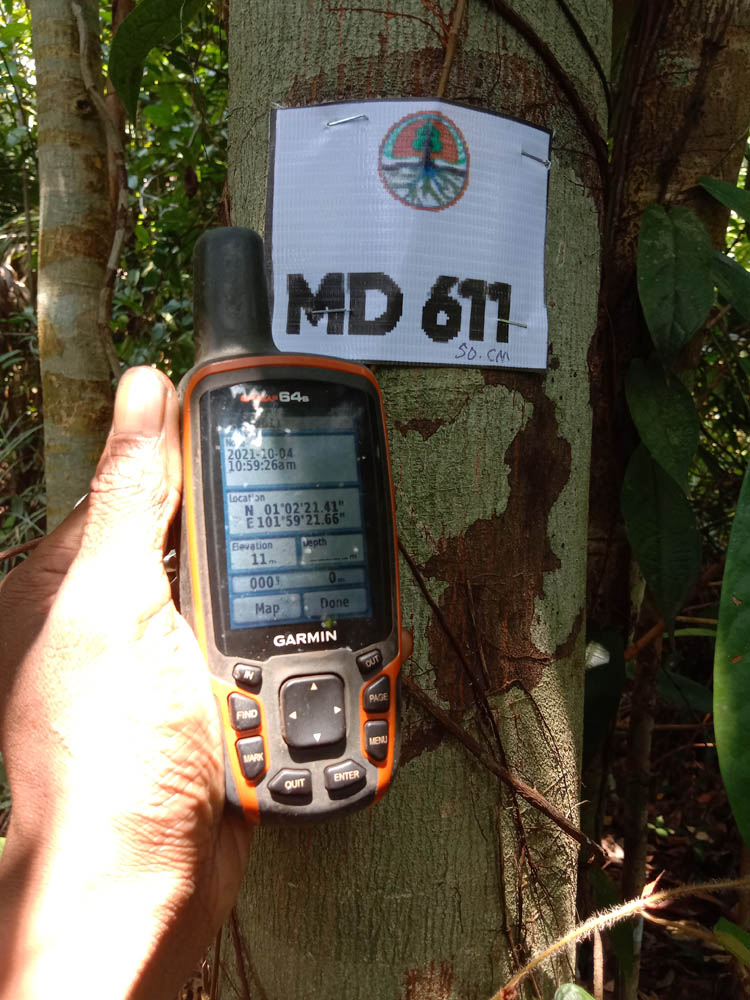 MD 611
50. CM
64s
2021-10-04
10:59:26am
Location
N 01°02'21.41"
E 101°59'21.66"
Elevation
Depth
11 m
m
000°
0 m
Map
Done
GARMIN
IN
OUT
FIND
PAGE
MARK
MENU
QUIT
ENTER